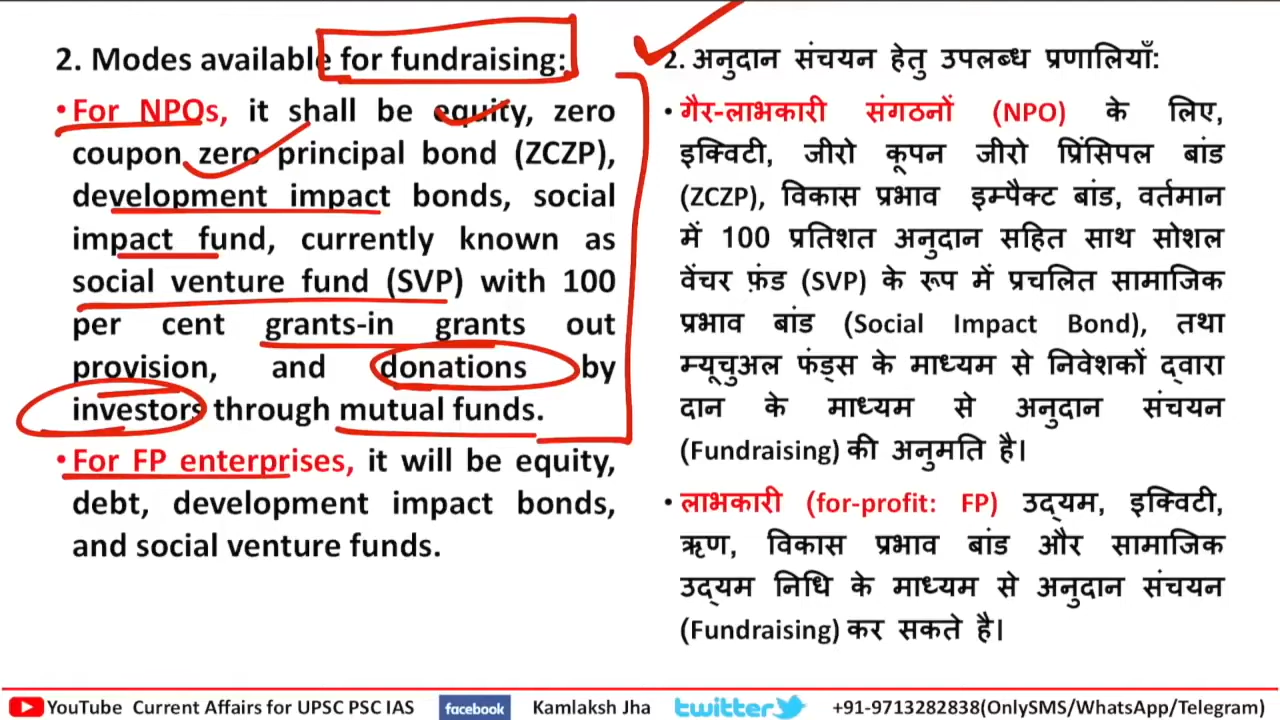 2. Modes available for fundraising:
•For NPOs, it shall be equity, zero
coupon zero principal bond (ZCZP),
development impact bonds, social
impact fund, currently known as
social venture fund (SVP) with 100
per cent grants-in grants out
provision, and donations by
investors through mutual funds.
•For FP enterprises, it will be equity,
debt, development impact bonds,
and social venture funds.
2. अनुदान संचयन हेतु उपलब्ध प्रणालियाँ:
• गैर-लाभकारी संगठनों (NPO) के लिए,
इक्विटी, जीरो कूपन जीरो प्रिंसिपल बांड
(ZCZP), विकास प्रभाव इम्पैक्ट बांड, वर्तमान
में 100 प्रतिशत अनुदान सहित साथ सोशल
वेंचर फ़ंड (SVP) के रूप में प्रचलित सामाजिक
प्रभाव बांड (Social Impact Bond), तथा
म्यूचुअल फंड्स के माध्यम से निवेशकों द्वारा
दान के माध्यम से अनुदान संचयन
(Fundraising) की अनुमति है।
• लाभकारी (for-profit: FP) उद्यम, इक्विटी,
ऋण, विकास प्रभाव बांड और सामाजिक
उद्यम निधि के माध्यम से अनुदान संचयन
(Fundraising) कर सकते है।
YouTube Current Affairs for UPSC PSC IAS facebook Kamlaksh Jha twitter +91-9713282838(OnlySMS/WhatsApp/Telegram)